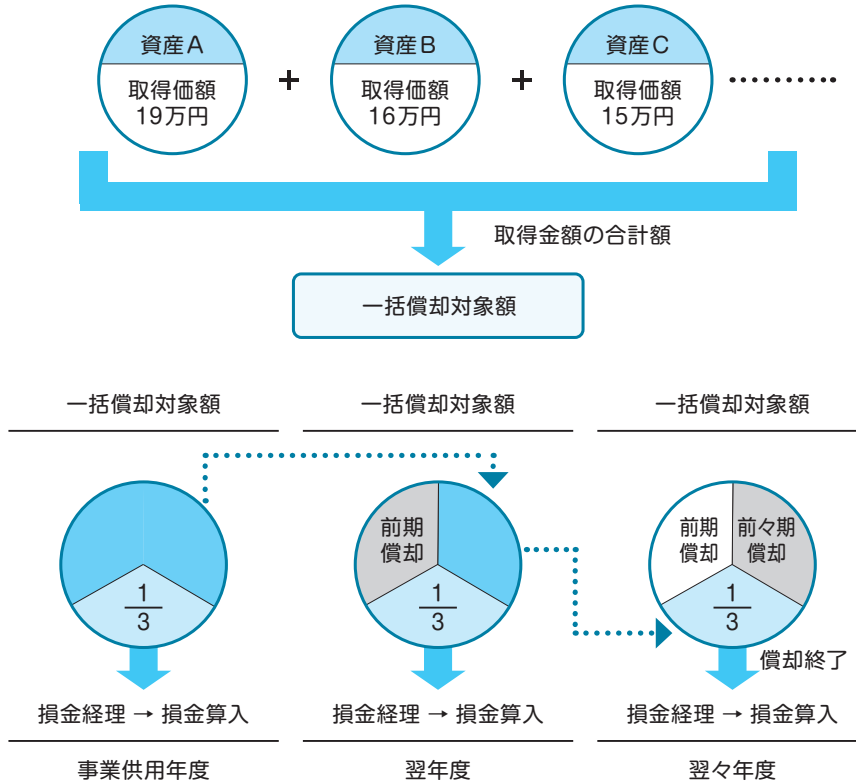 資産A
取得価額
19万円
+
資産B
取得価額
16万円
+
資産C
取得価額
15万円
………
取得金額の合計額
一括償却対象額
一括償却対象額
一括償却対象額
一括償却対象額
1
3
前期
償却
1
3
前期
償却
前々期
償却
1
3
償却終了
損金経理 → 損金算入
損金経理 → 損金算入
損金経理 → 損金算入
事業供用年度
翌年度
翌々年度